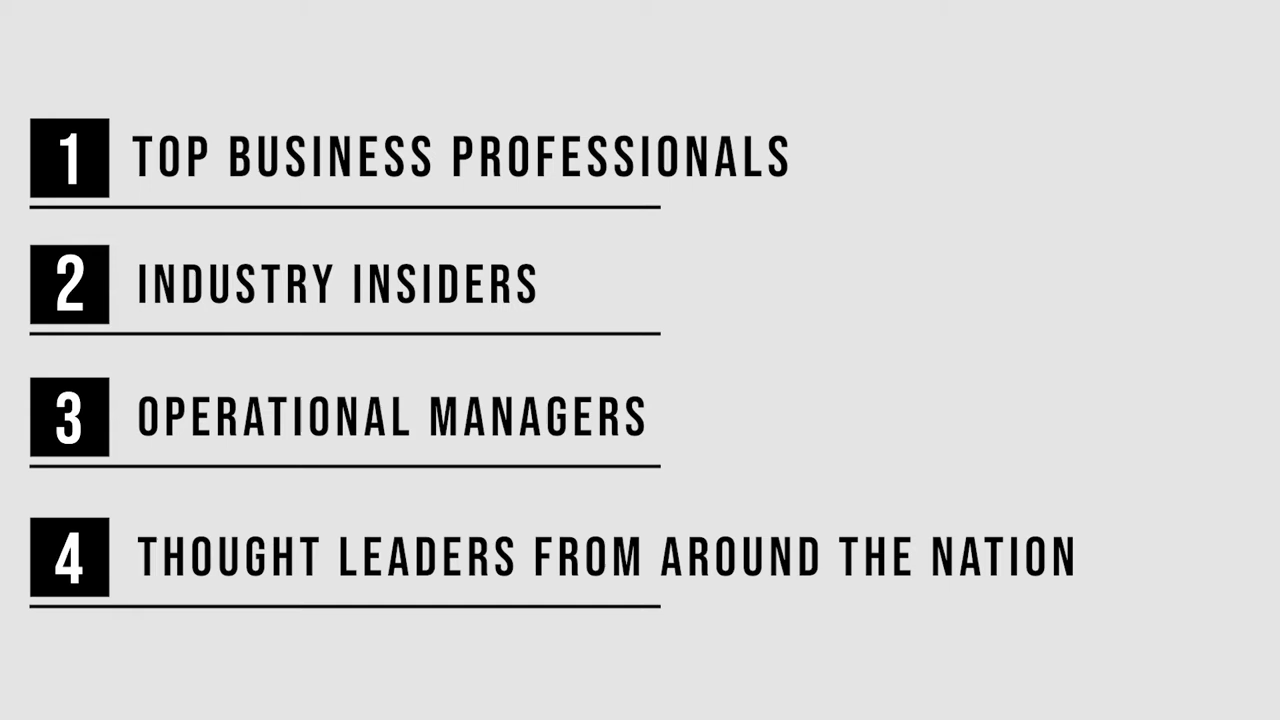 1 TOP BUSINESS PROFESSIONALS
2 INDUSTRY INSIDERS
3 OPERATIONAL MANAGERS
4 THOUGHT LEADERS FROM AROUND THE NATION